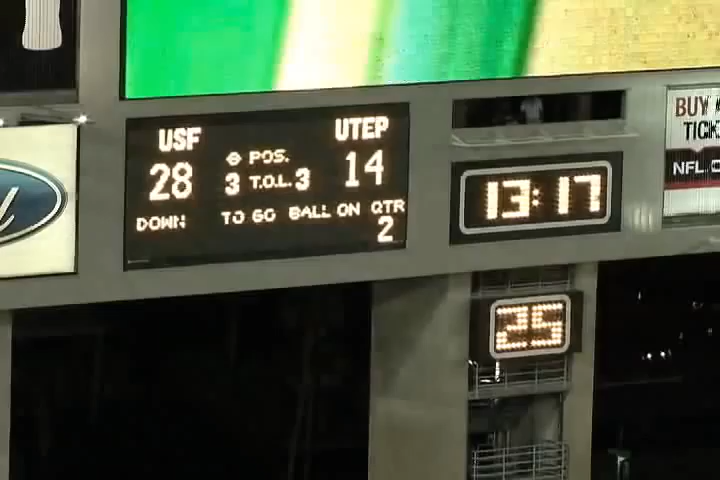 USF UTEP
28 POS. 14
3 T.O.L. 3
DOWN TO GO BALL ON QTR
2
13:17
25
BUY
TICK
NFL.C